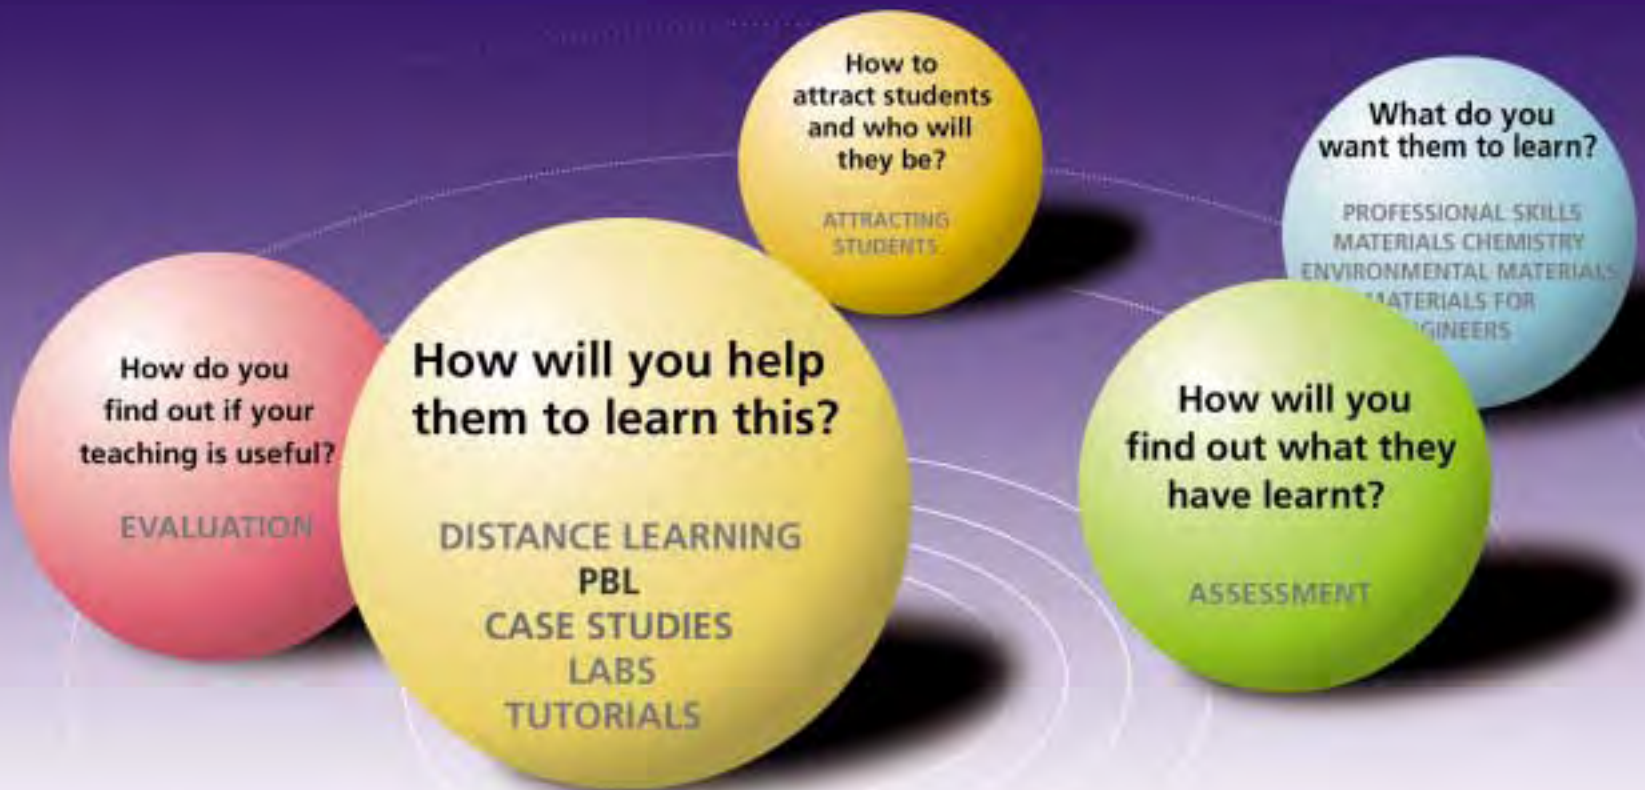 How to
attract students
and who will
they be?
ATTRACTING
STUDENTS
What do you
want them to learn?
PROFESSIONAL SKILLS
MATERIALS CHEMISTRY
ENVIRONMENTAL MATERIALS
MATERIALS FOR
GINEERS
How do you
find out if your
teaching is useful?
EVALUATION
How will you help
them to learn this?
DISTANCE LEARNING
PBL
CASE STUDIES
LABS
TUTORIALS
How will you
find out what they
have learnt?
ASSESSMENT